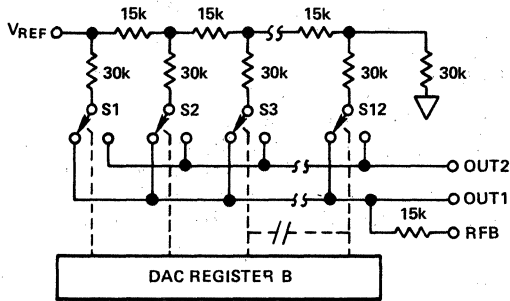 15k 15k 15k
VREF
30k 30k 30k 30k 30k
S1 S2 S3 S12
OUT2
OUT1
15k
RFB
DAC REGISTER B